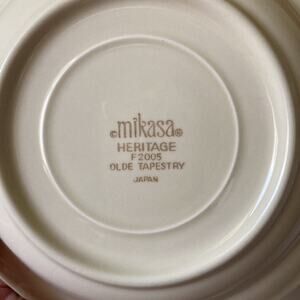 ©mikasa®
HERITAGE
F 2005
OLDE TAPESTRY
JAPAN